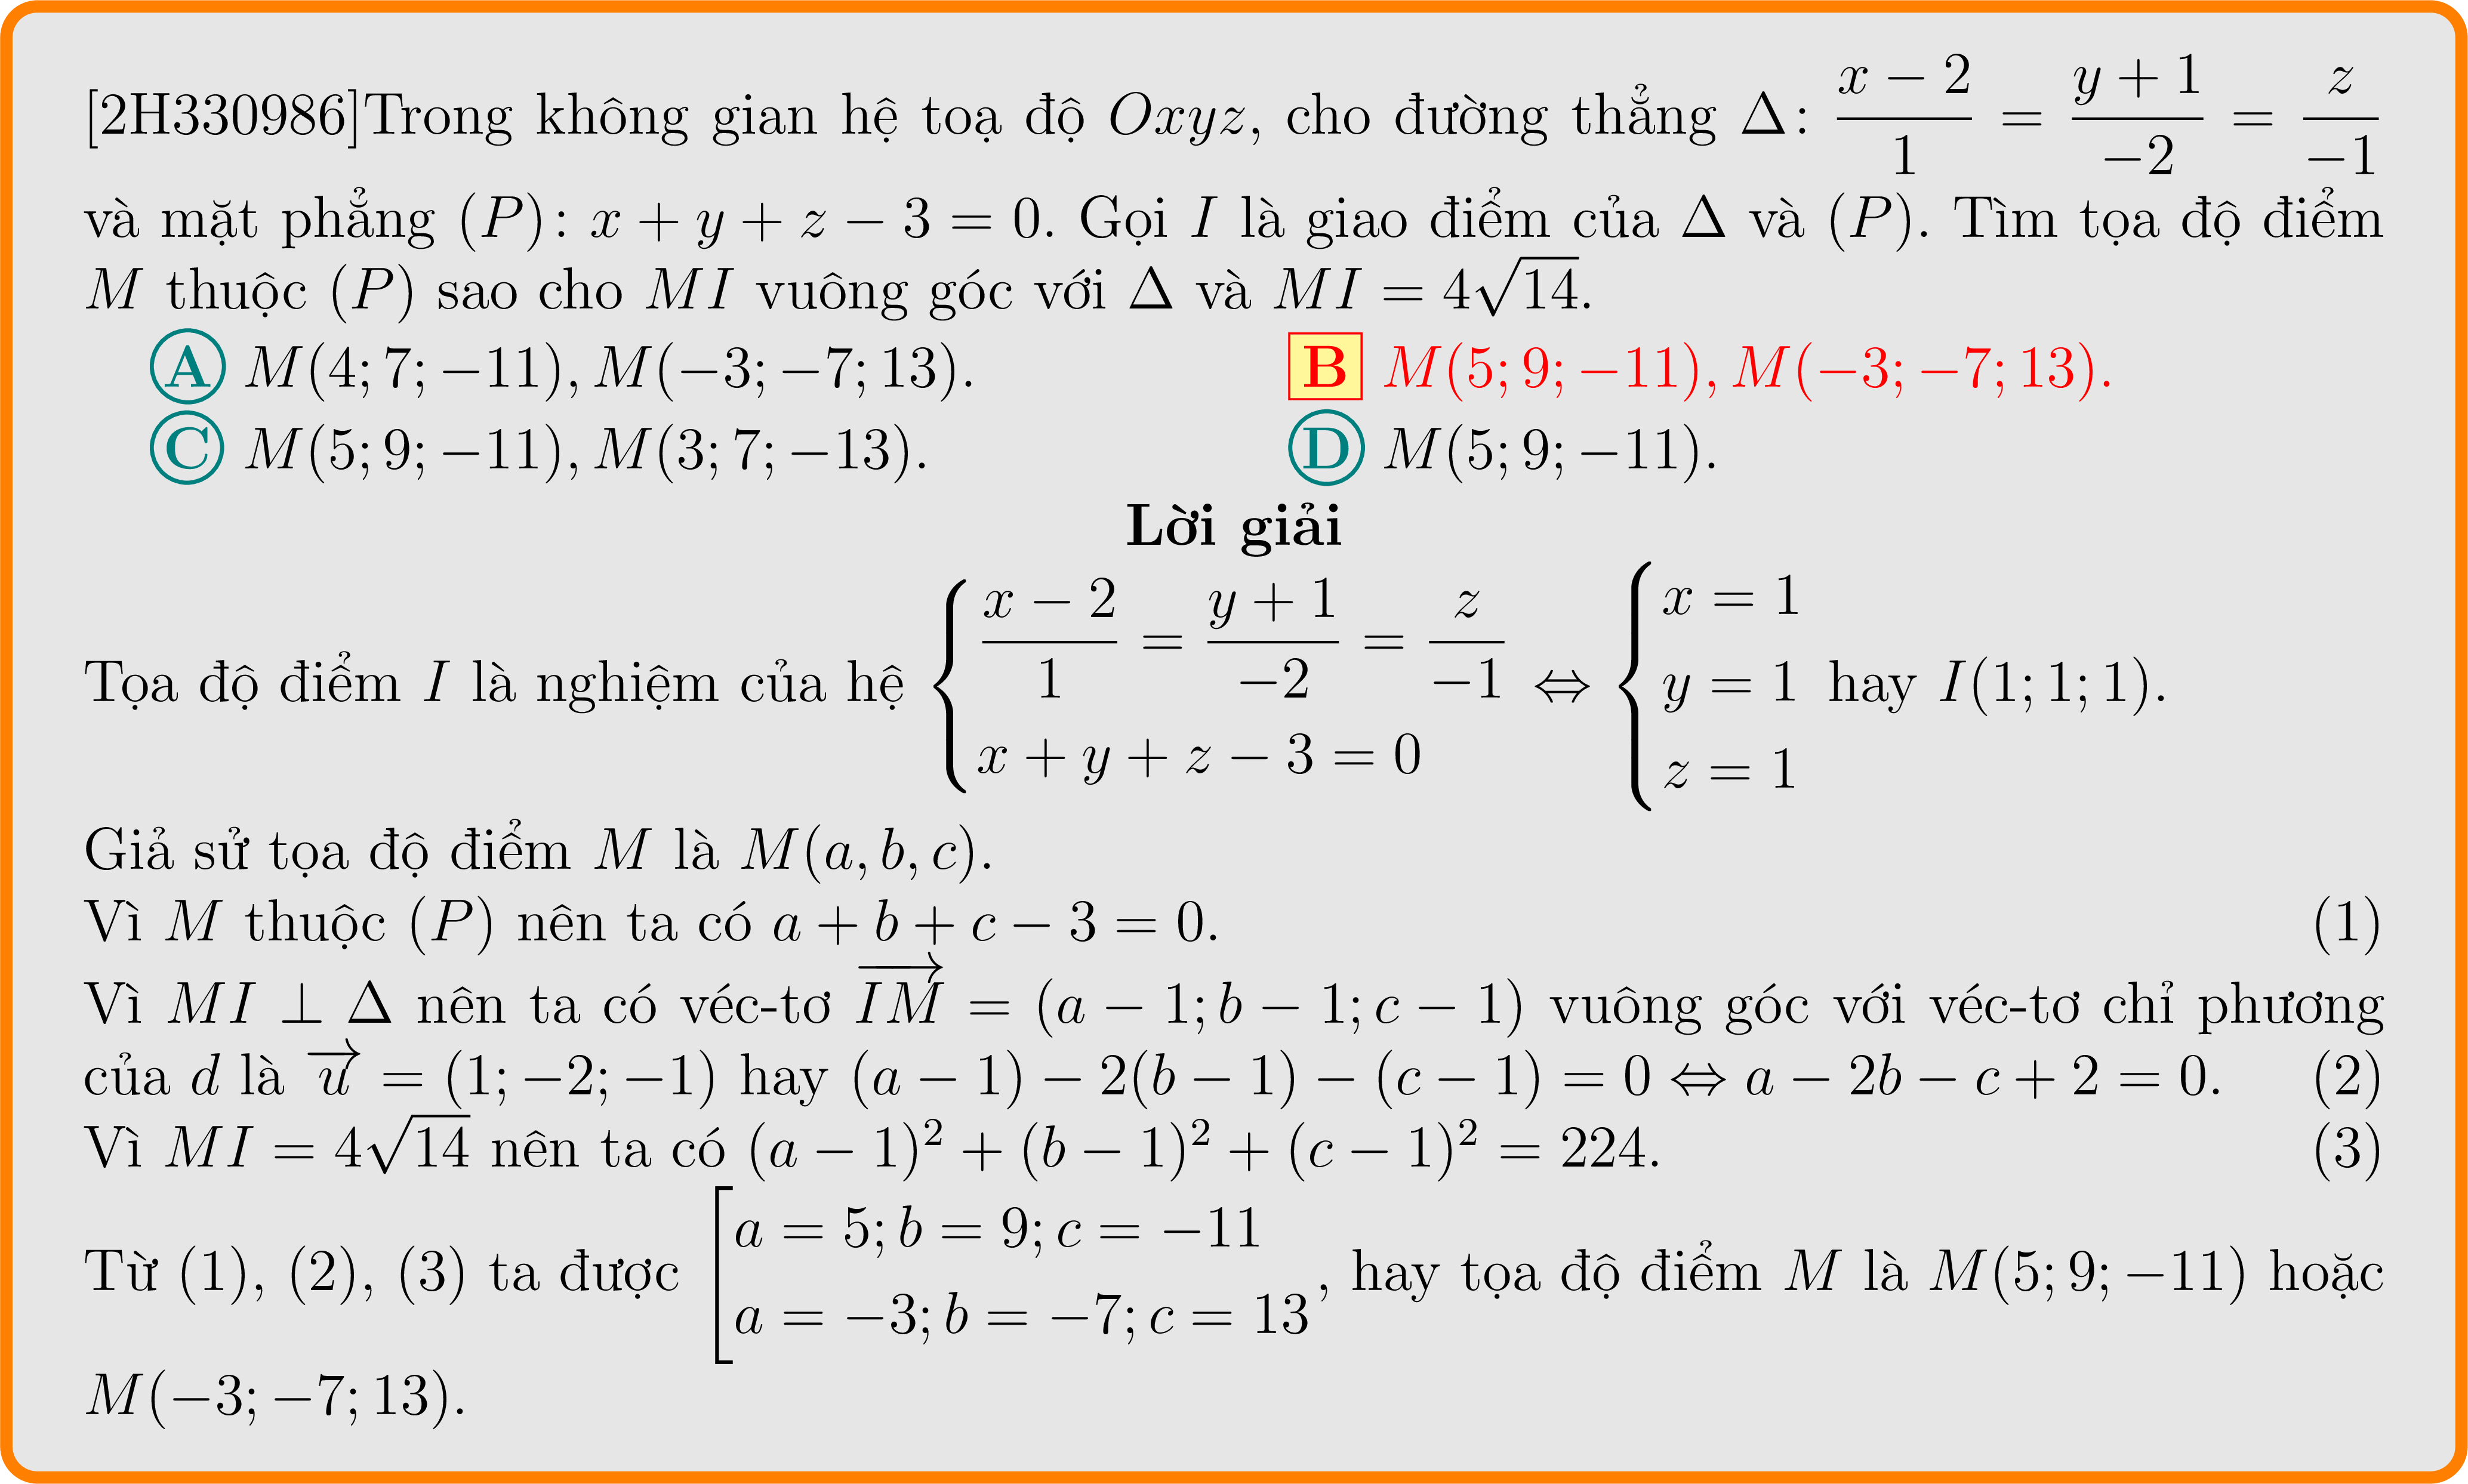 [2H330986]Trong không gian hệ toạ độ $Oxyz$, cho đường thẳng $\Delta\colon \dfrac{x-2}{1} = \dfrac{y+1}{-2} = \dfrac{z}{-1}$
và mặt phẳng $(P)\colon x + y + z - 3 = 0$. Gọi $I$ là giao điểm của $\Delta$ và $(P)$. Tìm tọa độ điểm
$M$ thuộc $(P)$ sao cho $MI$ vuông góc với $\Delta$ và $MI = 4\sqrt{14}$.
A $M(4; 7; -11), M(-3; -7; 13)$. B $M(5; 9; -11), M(-3; -7; 13)$.
C $M(5; 9; -11), M(3; 7; -13)$. D $M(5; 9; -11)$.
Lời giải
Tọa độ điểm $I$ là nghiệm của hệ $\begin{cases} \dfrac{x-2}{1} = \dfrac{y+1}{-2} = \dfrac{z}{-1} \\ x + y + z - 3 = 0 \end{cases} \Leftrightarrow \begin{cases} x = 1 \\ y = 1 \\ z = 1 \end{cases}$ hay $I(1; 1; 1)$.
Giả sử tọa độ điểm $M$ là $M(a, b, c)$.
Vì $M$ thuộc $(P)$ nên ta có $a + b + c - 3 = 0$. (1)
Vì $MI \perp \Delta$ nên ta có véc-tơ $\overrightarrow{IM} = (a - 1; b - 1; c - 1)$ vuông góc với véc-tơ chỉ phương
của $d$ là $\overrightarrow{u} = (1; -2; -1)$ hay $(a - 1) - 2(b - 1) - (c - 1) = 0 \Leftrightarrow a - 2b - c + 2 = 0$. (2)
Vì $MI = 4\sqrt{14}$ nên ta có $(a - 1)^2 + (b - 1)^2 + (c - 1)^2 = 224$. (3)
Từ (1), (2), (3) ta được $\left[\begin{array}{l} a = 5; b = 9; c = -11 \\ a = -3; b = -7; c = 13 \end{array}\right.$, hay tọa độ điểm $M$ là $M(5; 9; -11)$ hoặc
$M(-3; -7; 13)$.